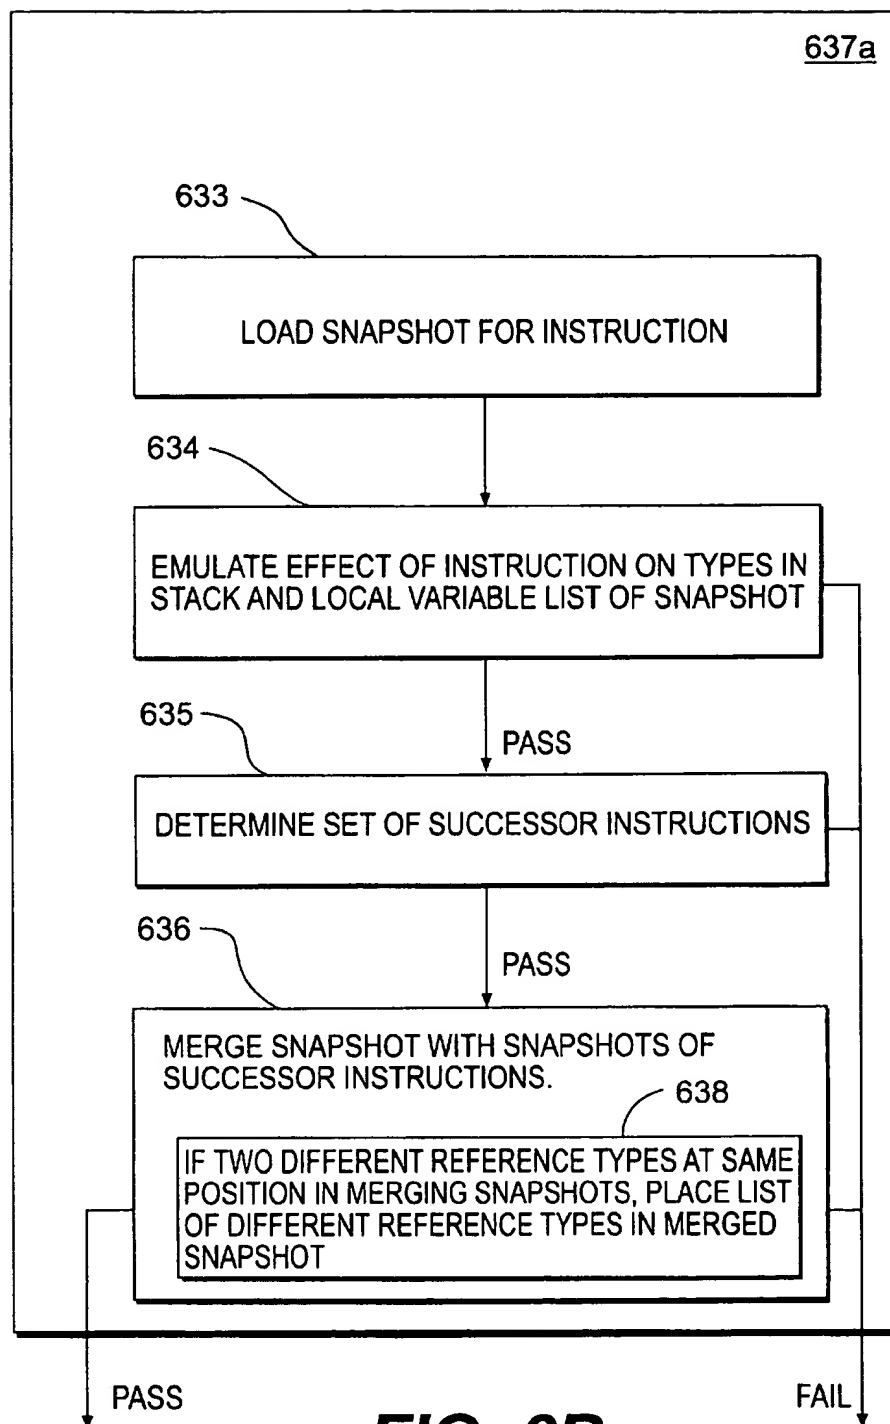 637a
633
LOAD SNAPSHOT FOR INSTRUCTION
634
EMULATE EFFECT OF INSTRUCTION ON TYPES IN
STACK AND LOCAL VARIABLE LIST OF SNAPSHOT
635
PASS
DETERMINE SET OF SUCCESSOR INSTRUCTIONS
636
PASS
MERGE SNAPSHOT WITH SNAPSHOTS OF
SUCCESSOR INSTRUCTIONS.
638
IF TWO DIFFERENT REFERENCE TYPES AT SAME
POSITION IN MERGING SNAPSHOTS, PLACE LIST
OF DIFFERENT REFERENCE TYPES IN MERGED
SNAPSHOT
PASS
FAIL